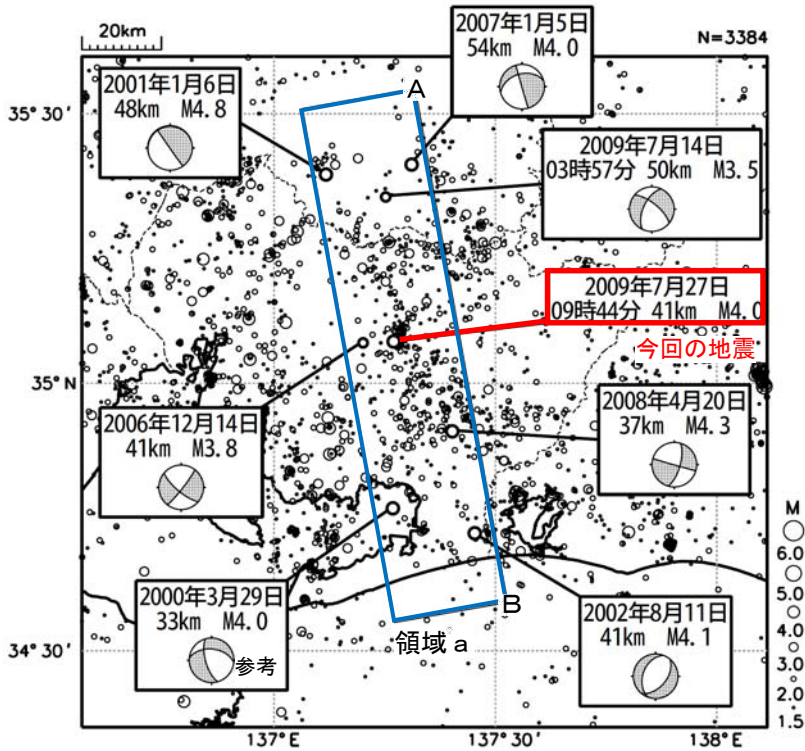 20km
N=3384
2007年1月5日
54km M4.0
A
2001年1月6日
48km M4.8
35°30′
2009年7月14日
03時57分 50km M3.5
2009年7月27日
09時44分 41km M4.0
今回の地震
35°N
2008年4月20日
37km M4.3
2006年12月14日
41km M3.8
M
6.0
5.0
4.0
3.0
2.0
1.5
2000年3月29日
33km M4.0
参考
B
2002年8月11日
41km M4.1
領域a
34°30′
137°E
137°30′
138°E